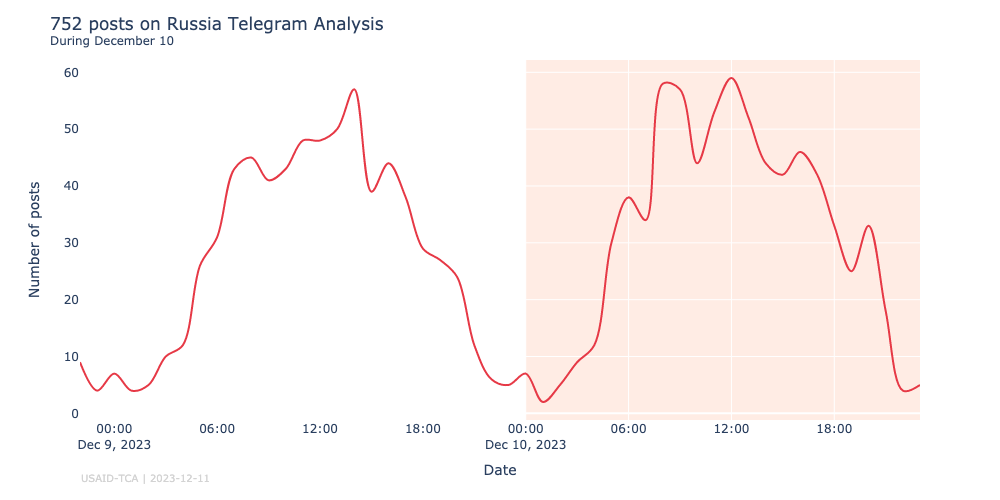 752 posts on Russia Telegram Analysis
During December 10
60
50
40
30
20
10
0
Number of posts
00:00 06:00 12:00 18:00 00:00 06:00 12:00 18:00
Dec 9, 2023 Dec 10, 2023
Date
USAID-TCA | 2023-12-11